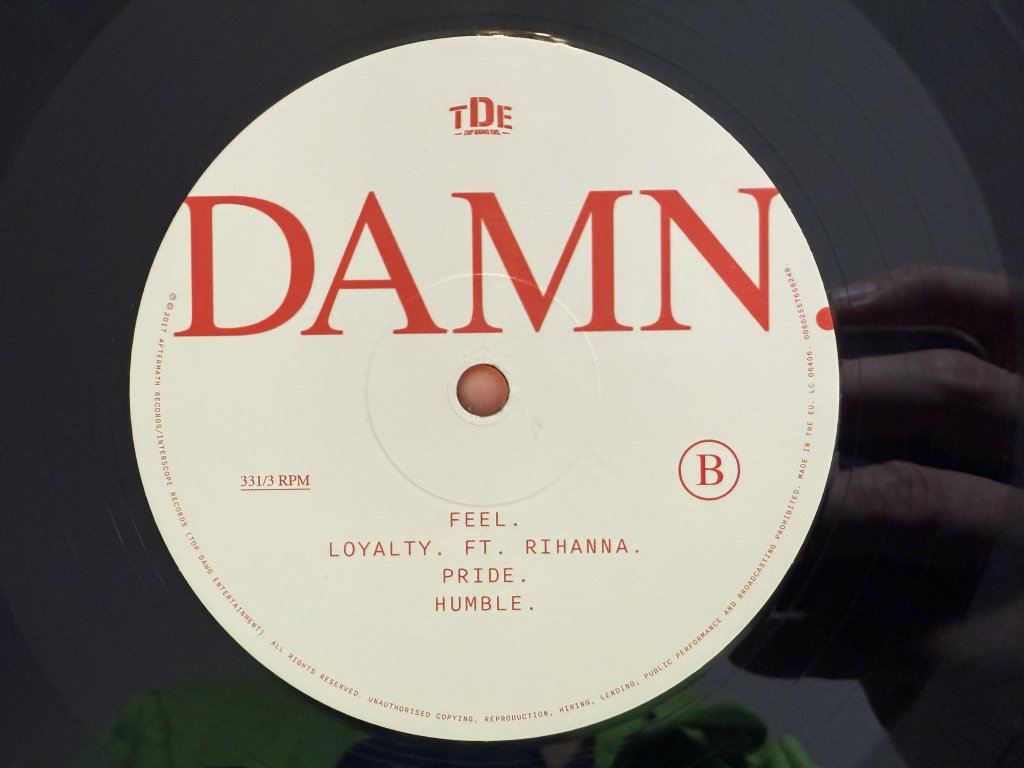 TDE
TOP DAWG ENT.
DAMN.
331/3 RPM
B
FEEL.
LOYALTY. FT. RIHANNA.
PRIDE.
HUMBLE.
℗ © 2017 AFTERMATH RECORDS/INTERSCOPE RECORDS (TOP DAWG ENTERTAINMENT). ALL RIGHTS RESERVED. UNAUTHORISED COPYING, REPRODUCTION, HIRING, LENDING, PUBLIC PERFORMANCE AND BROADCASTING PROHIBITED. MADE IN THE EU. LC 06406.